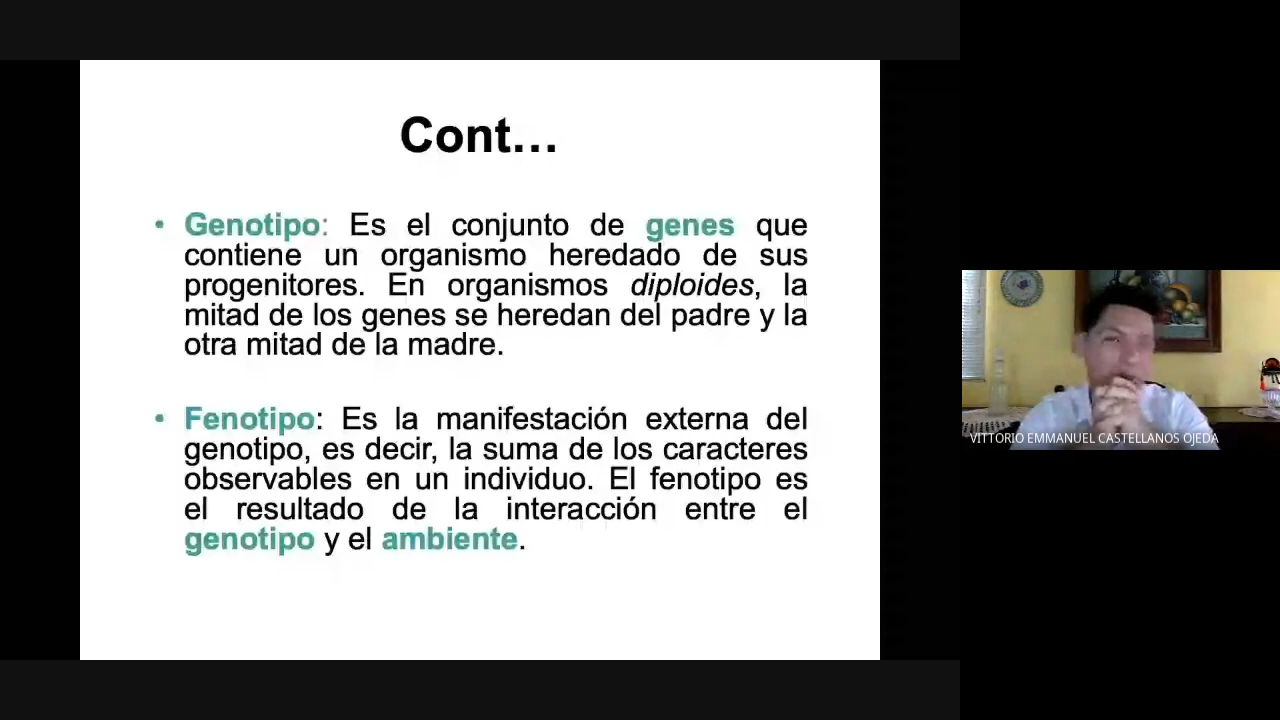 Cont...
• Genotipo: Es el conjunto de genes que
contiene un organismo heredado de sus
progenitores. En organismos diploides, la
mitad de los genes se heredan del padre y la
otra mitad de la madre.
• Fenotipo: Es la manifestación externa del
genotipo, es decir, la suma de los caracteres
observables en un individuo. El fenotipo es
el resultado de la interacción entre el
genotipo y el ambiente.
VITTORIO EMMANUEL CASTELLANOS OJEDA